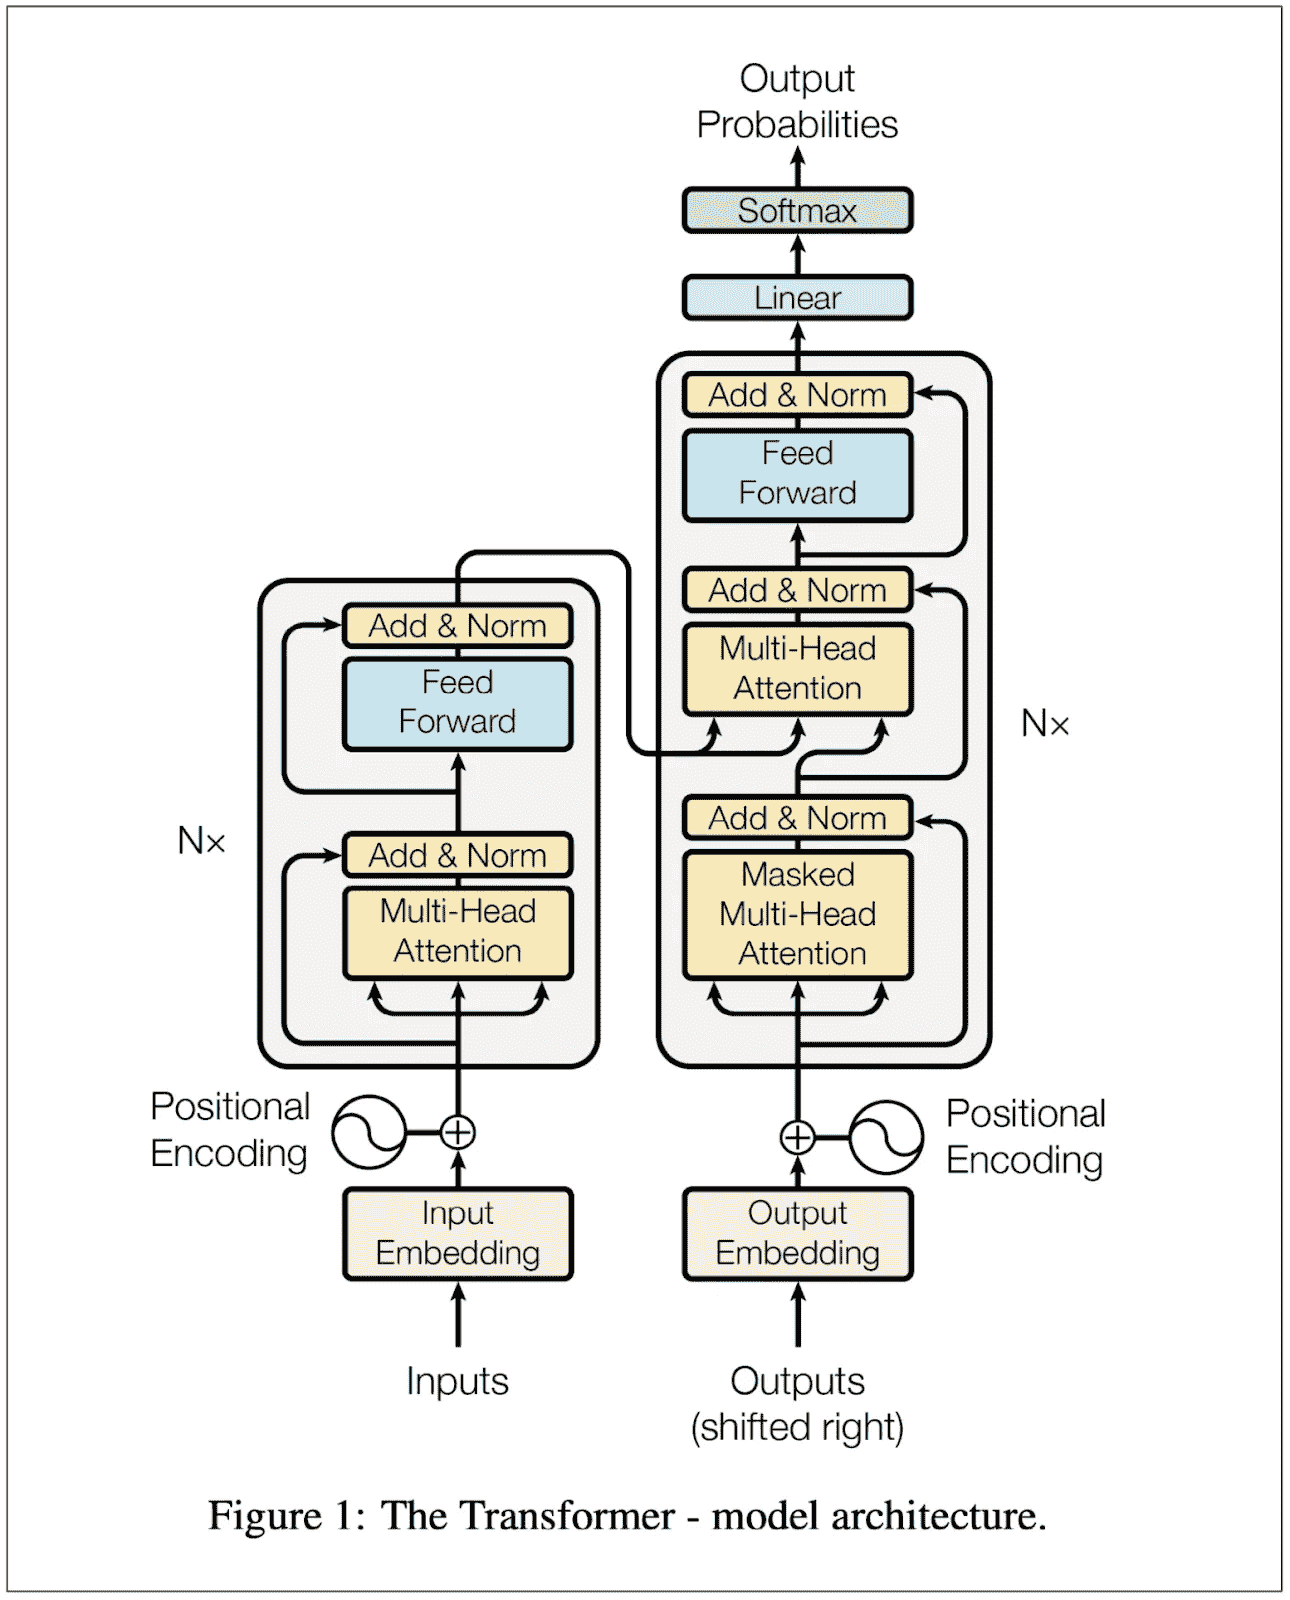 Output
Probabilities
Softmax
Linear
Add & Norm
Feed
Forward
Add & Norm
Multi-Head
Attention
Nx
Add & Norm
Masked
Multi-Head
Attention
Add & Norm
Feed
Forward
Nx
Add & Norm
Multi-Head
Attention
Positional
Encoding
Positional
Encoding
Input
Embedding
Output
Embedding
Inputs
Outputs
(shifted right)
Figure 1: The Transformer - model architecture.